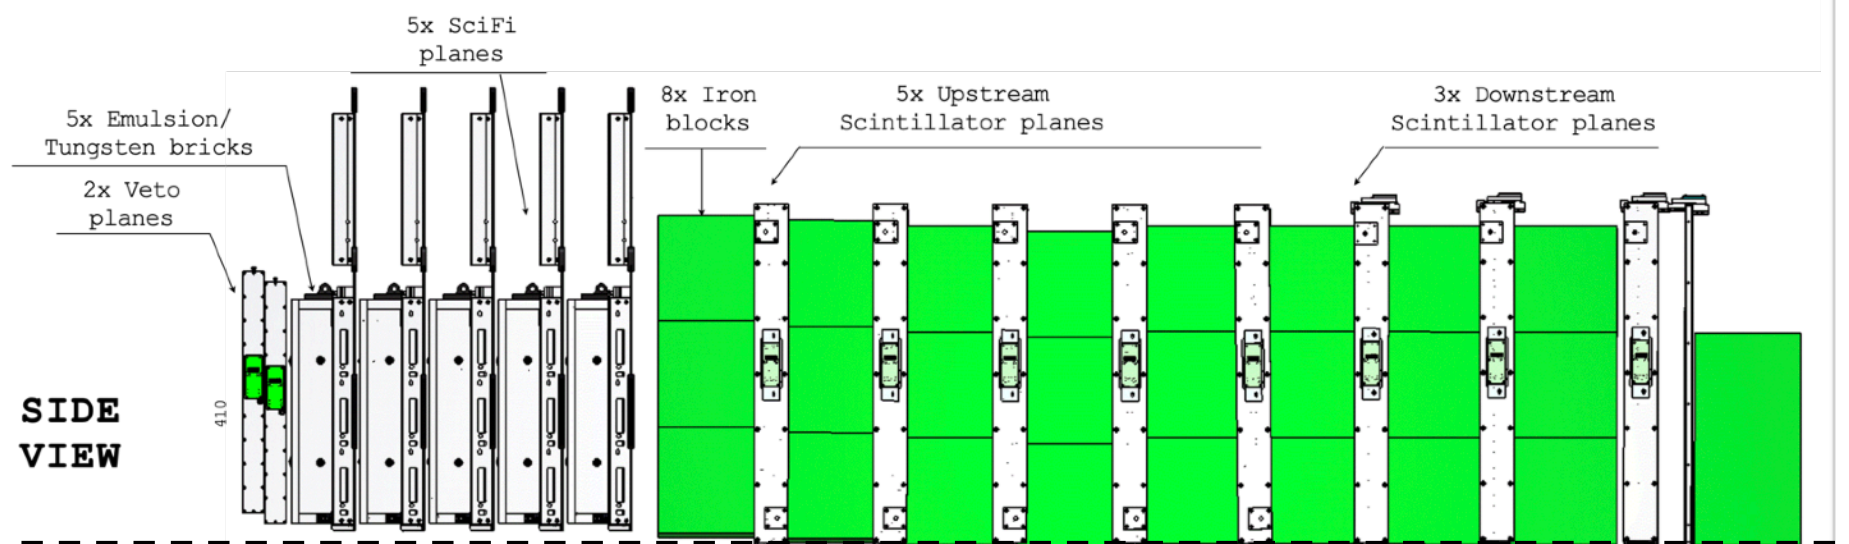 5x SciFi
planes
5x Emulsion/
Tungsten bricks
2x Veto
planes
8x Iron
blocks
5x Upstream
Scintillator planes
3x Downstream
Scintillator planes
410
SIDE
VIEW